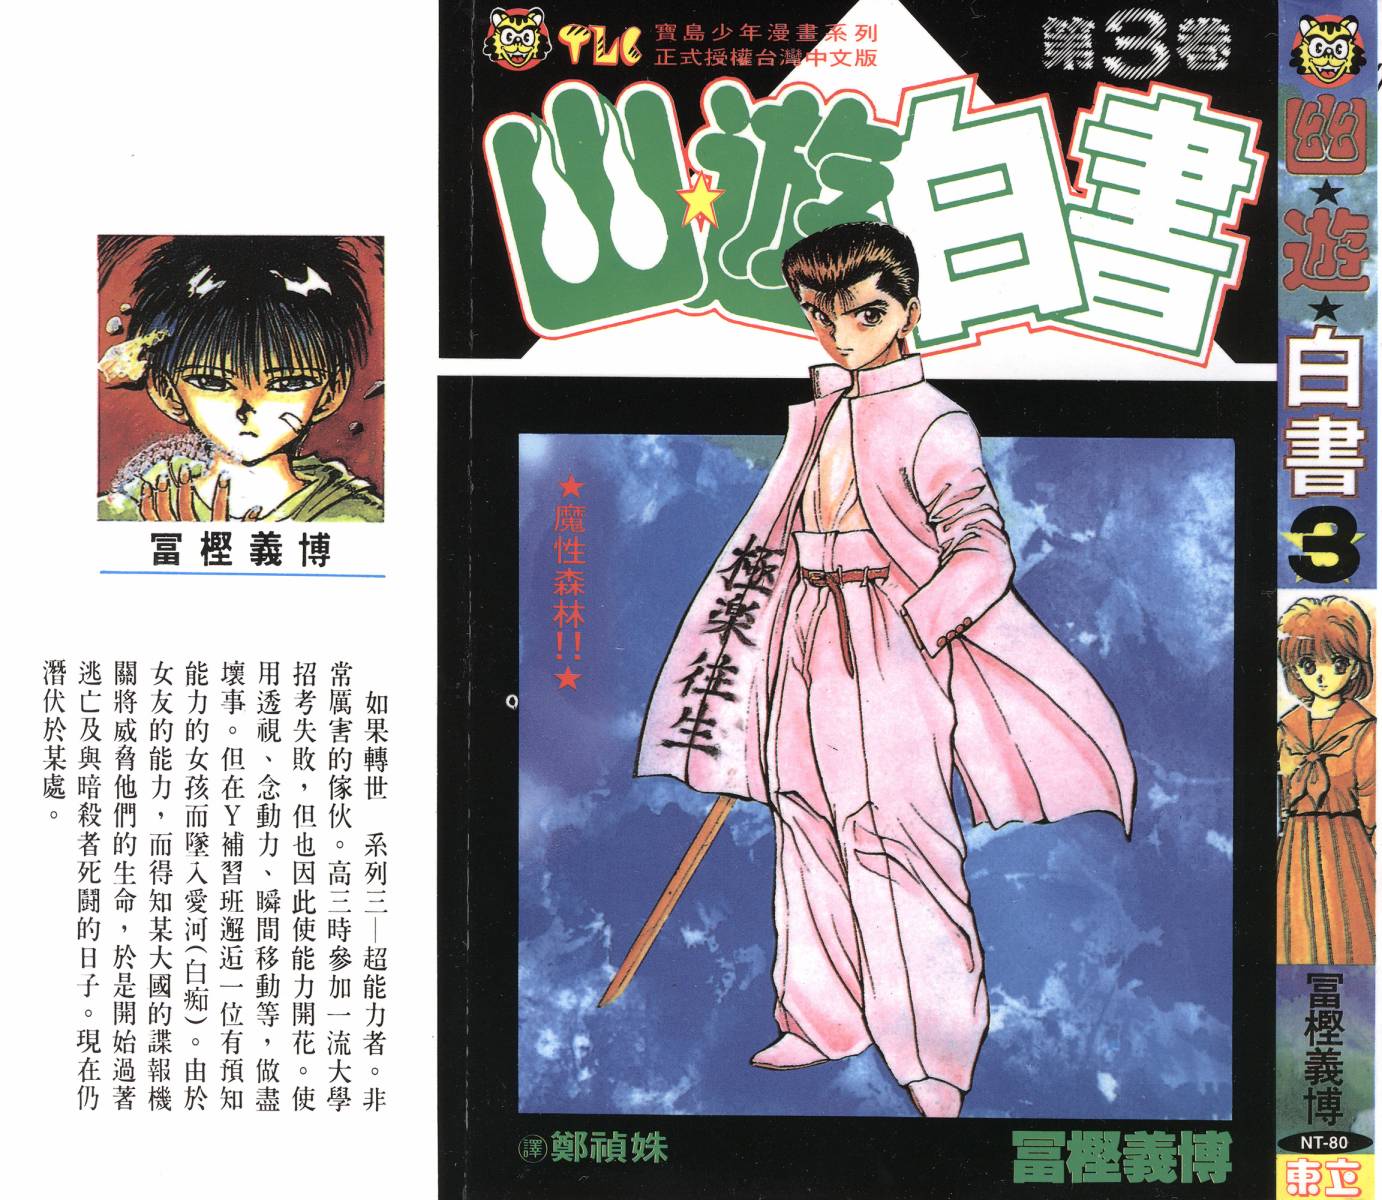 TLC
寶島少年漫畫系列
正式授權台灣中文版
第3卷
幽★遊白書
★魔性森林!!★
極楽往生
譯鄭禎姝
冨樫義博
幽★遊★白書
3
冨樫義博
NT-80
東立
冨樫義博
如果轉世　系列三—超能力者。非
常厲害的傢伙。高三時參加一流大學
招考失敗，但也因此使能力開花。使
用透視、念動力、瞬間移動等，做盡
壞事。但在Y補習班邂逅一位有預知
能力的女孩而墜入愛河(白痴)。由於
女友的能力，而得知某大國的諜報機
關將威脅他們的生命，於是開始過著
逃亡及與暗殺者死鬪的日子。現在仍
潛伏於某處。